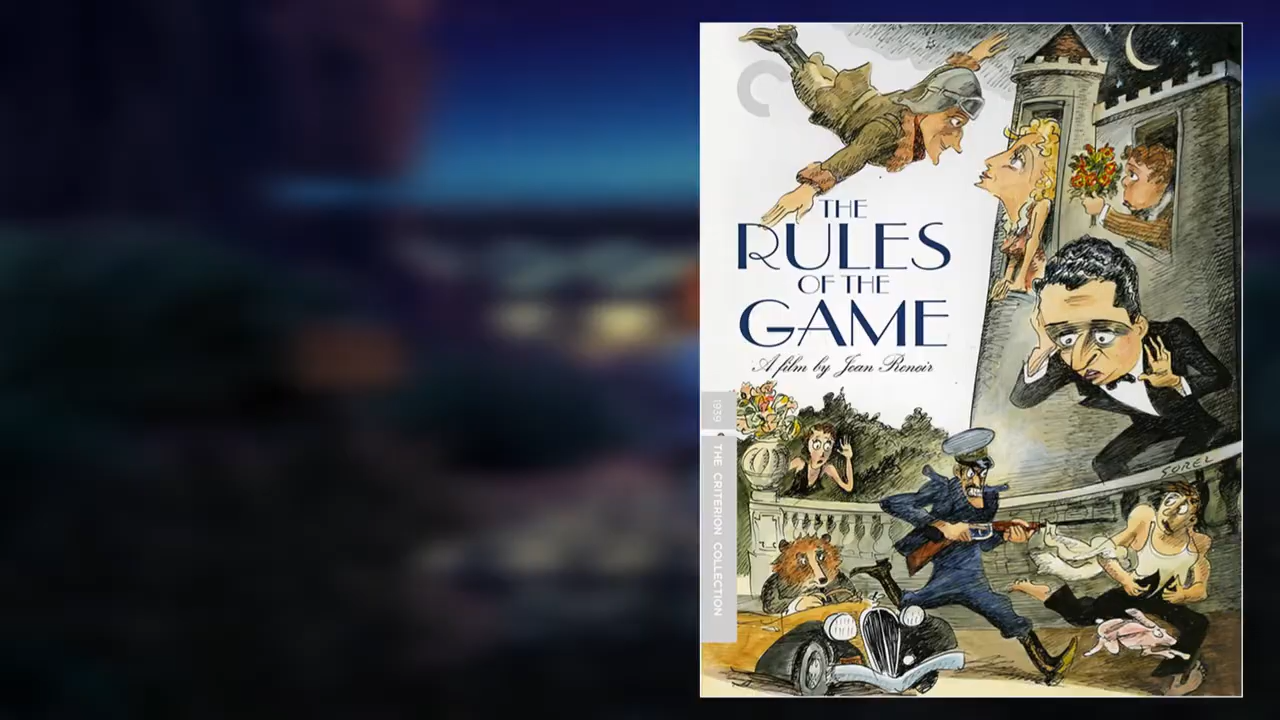 THE
RULES
OF THE
GAME
A film by Jean Renoir
1939
THE CRITERION COLLECTION
SOREL